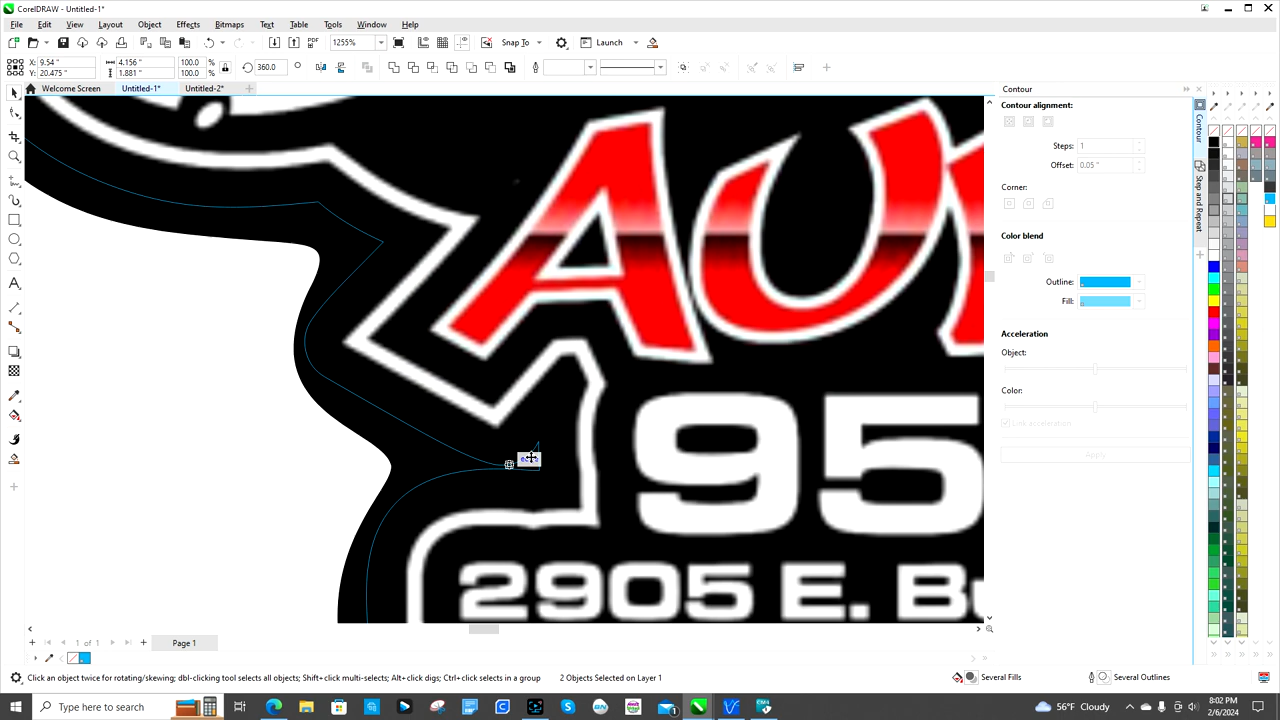 CorelDRAW - Untitled-1*
File Edit View Layout Object Effects Bitmaps Text Table Tools Window Help
PDF 1255% Snap To Launch
X: 9.54 " 4.156 " 100.0 % 360.0 °
Y: 20.475 " 1.881 " 100.0 %
Welcome Screen Untitled-1* Untitled-2*
Contour
Contour alignment:
Steps: 1
Offset: 0.05 "
Corner:
Color blend
Outline:
Fill:
Acceleration
Object:
Color:
Link acceleration
Apply
Contour
Step and Repeat
AU
95
2905 E. B
1 of 1 Page 1
Click an object twice for rotating/skewing; dbl-clicking tool selects all objects; Shift+click multi-selects; Alt+click digs; Ctrl+click selects in a group 2 Objects Selected on Layer 1 Several Fills Several Outlines
Type here to search
56°F Cloudy
8:02 PM
2/6/2024